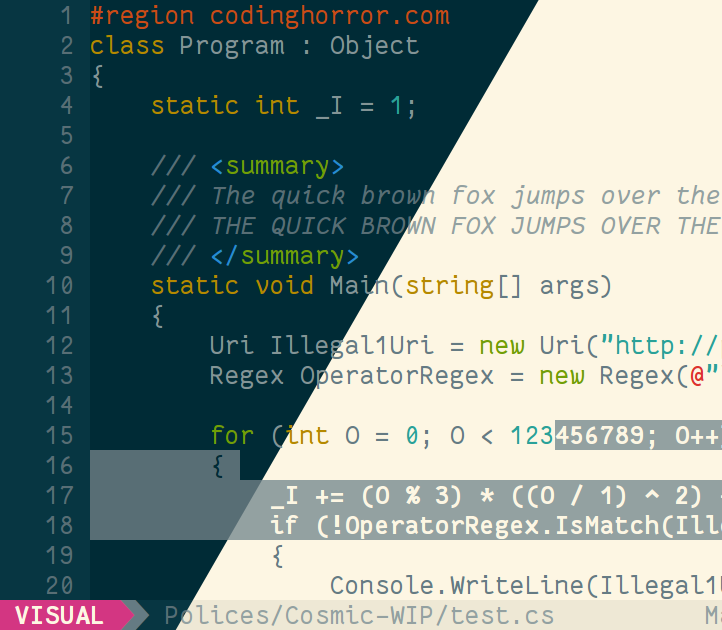 1 #region codinghorror.com
2 class Program : Object
3 {
4 static int _I = 1;
5
6 /// <summary>
7 /// The quick brown fox jumps over the
8 /// THE QUICK BROWN FOX JUMPS OVER THE
9 /// </summary>
10 static void Main(string[] args)
11 {
12 Uri Illegal1Uri = new Uri("http://
13 Regex OperatorRegex = new Regex(@"
14
15 for (int O = 0; O < 123456789; O++)
16 {
17 _I += (O % 3) * ((O / 1) ^ 2)
18 if (!OperatorRegex.IsMatch(Ille
19 {
20 Console.WriteLine(Illegal1U
VISUAL Polices/Cosmic-WIP/test.cs